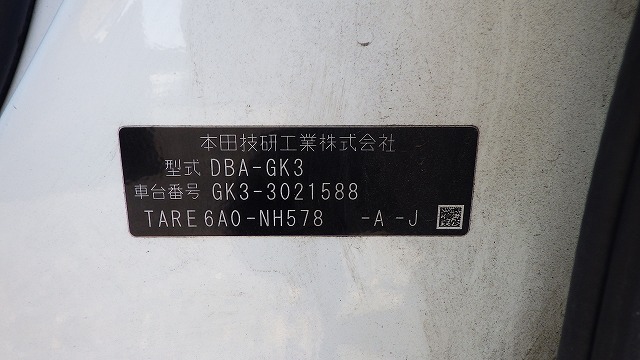 本田技研工業株式会社
型式 DBA-GK3
車台番号 GK3-3021588
TARE6A0-NH578 -A -J